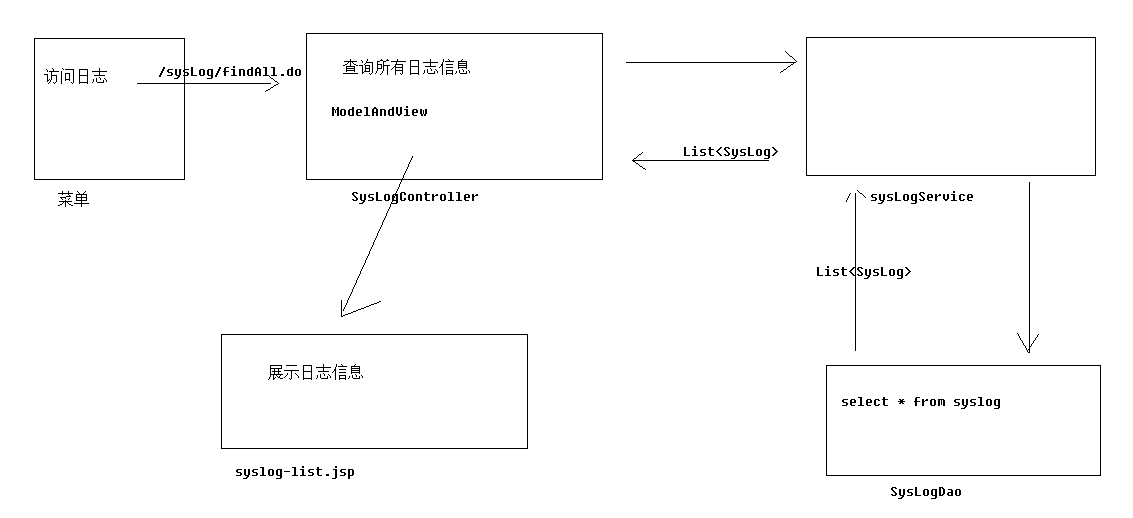 访问日志
/sysLog/findAll.do
菜单
查询所有日志信息
ModelAndView
SysLogController
List<SysLog>
sysLogService
List<SysLog>
select * from syslog
SysLogDao
展示日志信息
syslog-list.jsp